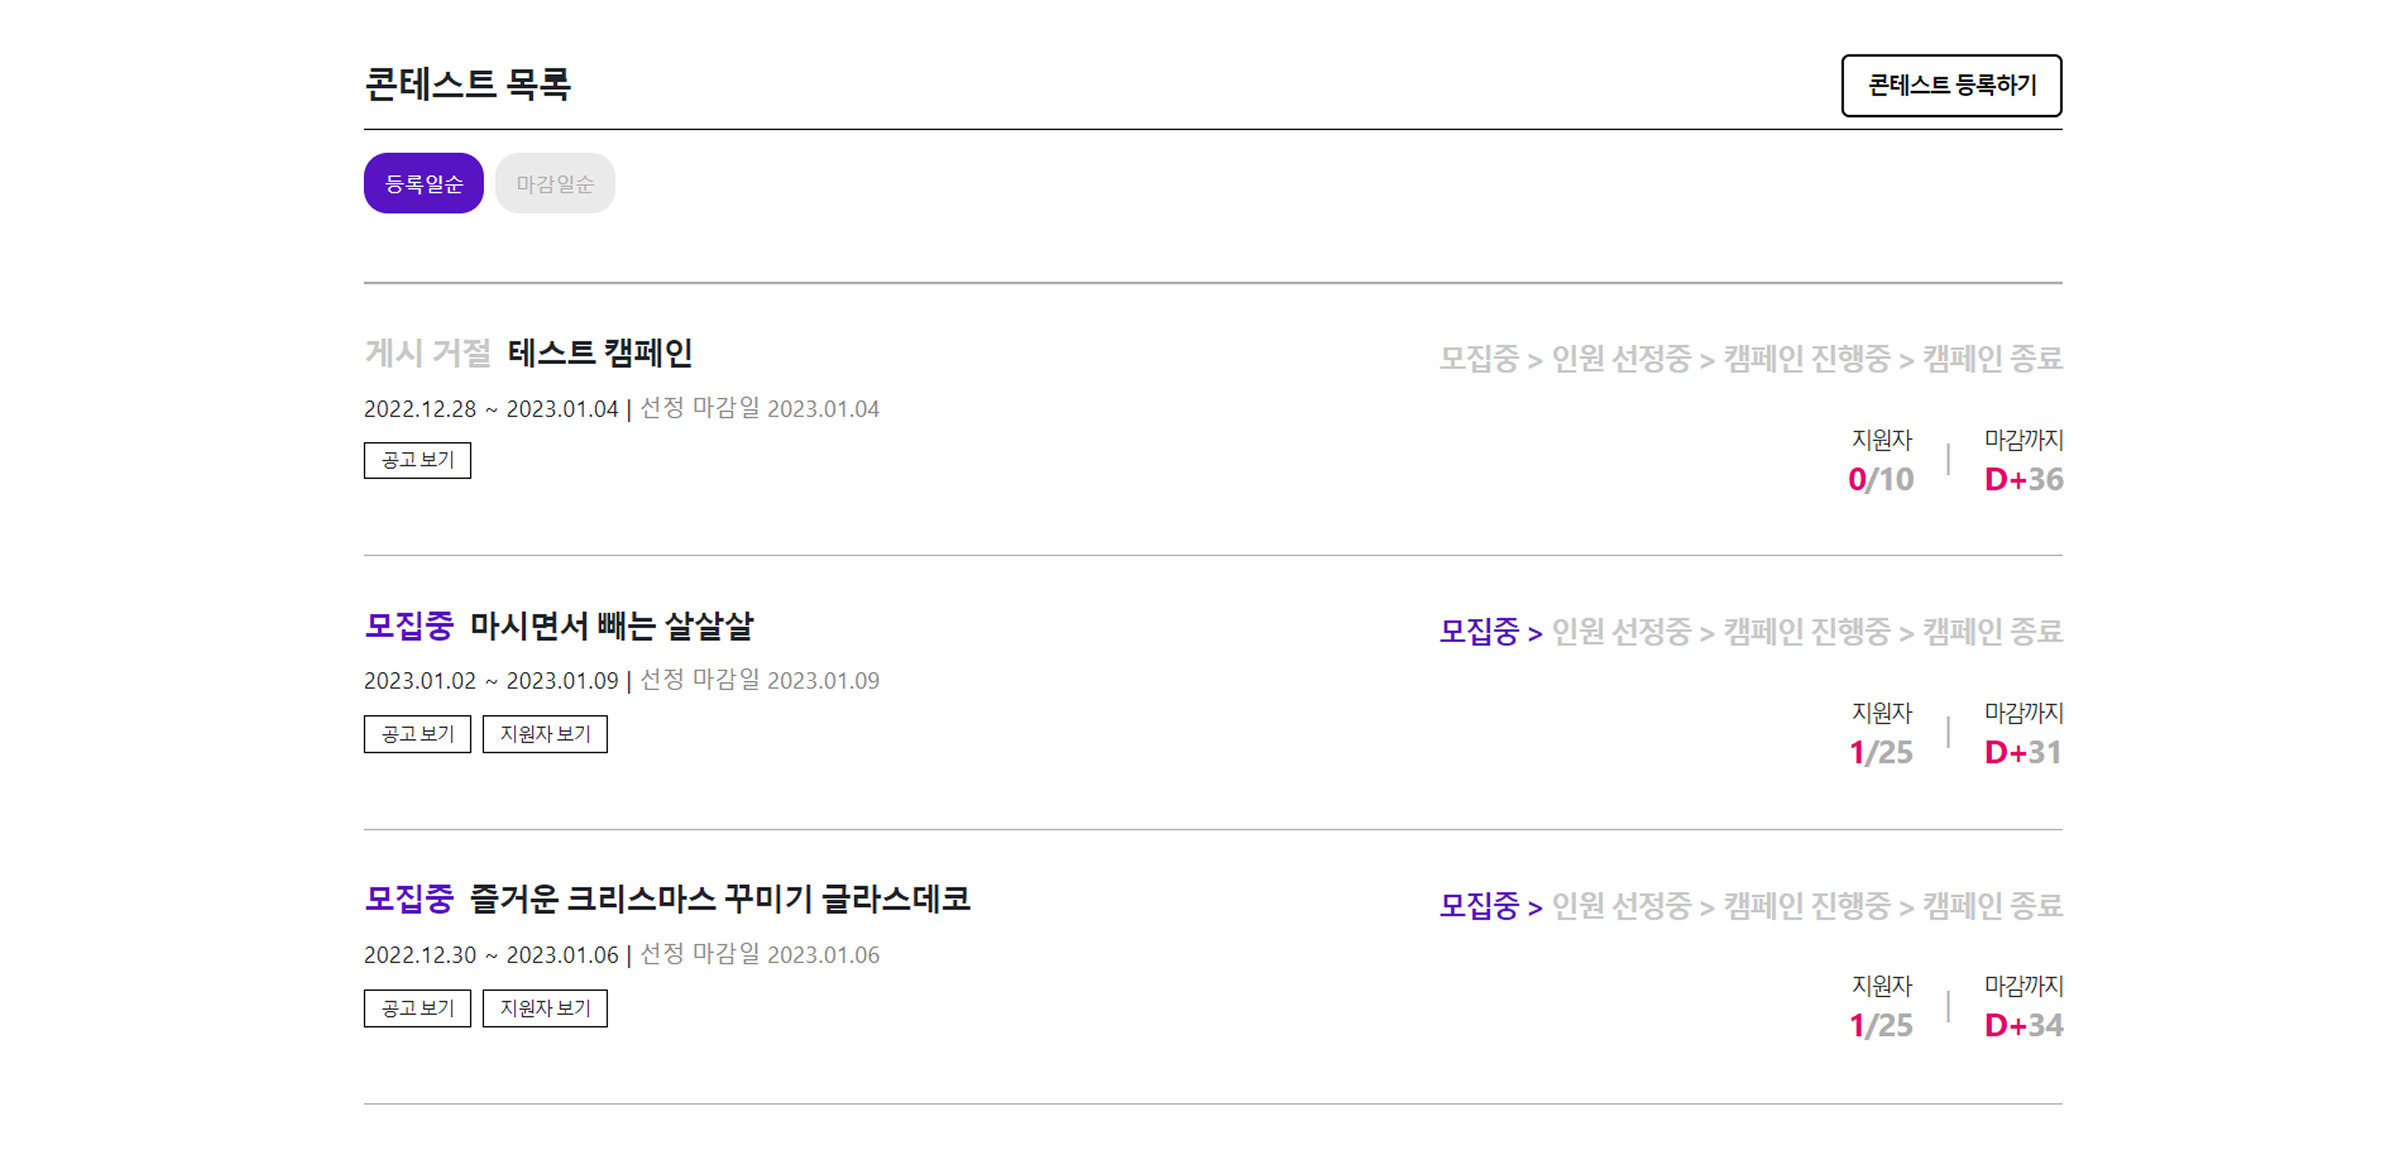 콘테스트 목록
콘테스트 등록하기
등록일순
마감일순
게시 거절 테스트 캠페인
모집중 > 인원 선정중 > 캠페인 진행중 > 캠페인 종료
2022.12.28 ~ 2023.01.04 | 선정 마감일 2023.01.04
공고 보기
지원자
0/10
마감까지
D+36
모집중 마시면서 빼는 살살살
모집중 > 인원 선정중 > 캠페인 진행중 > 캠페인 종료
2023.01.02 ~ 2023.01.09 | 선정 마감일 2023.01.09
공고 보기
지원자 보기
지원자
1/25
마감까지
D+31
모집중 즐거운 크리스마스 꾸미기 글라스데코
모집중 > 인원 선정중 > 캠페인 진행중 > 캠페인 종료
2022.12.30 ~ 2023.01.06 | 선정 마감일 2023.01.06
공고 보기
지원자 보기
지원자
1/25
마감까지
D+34